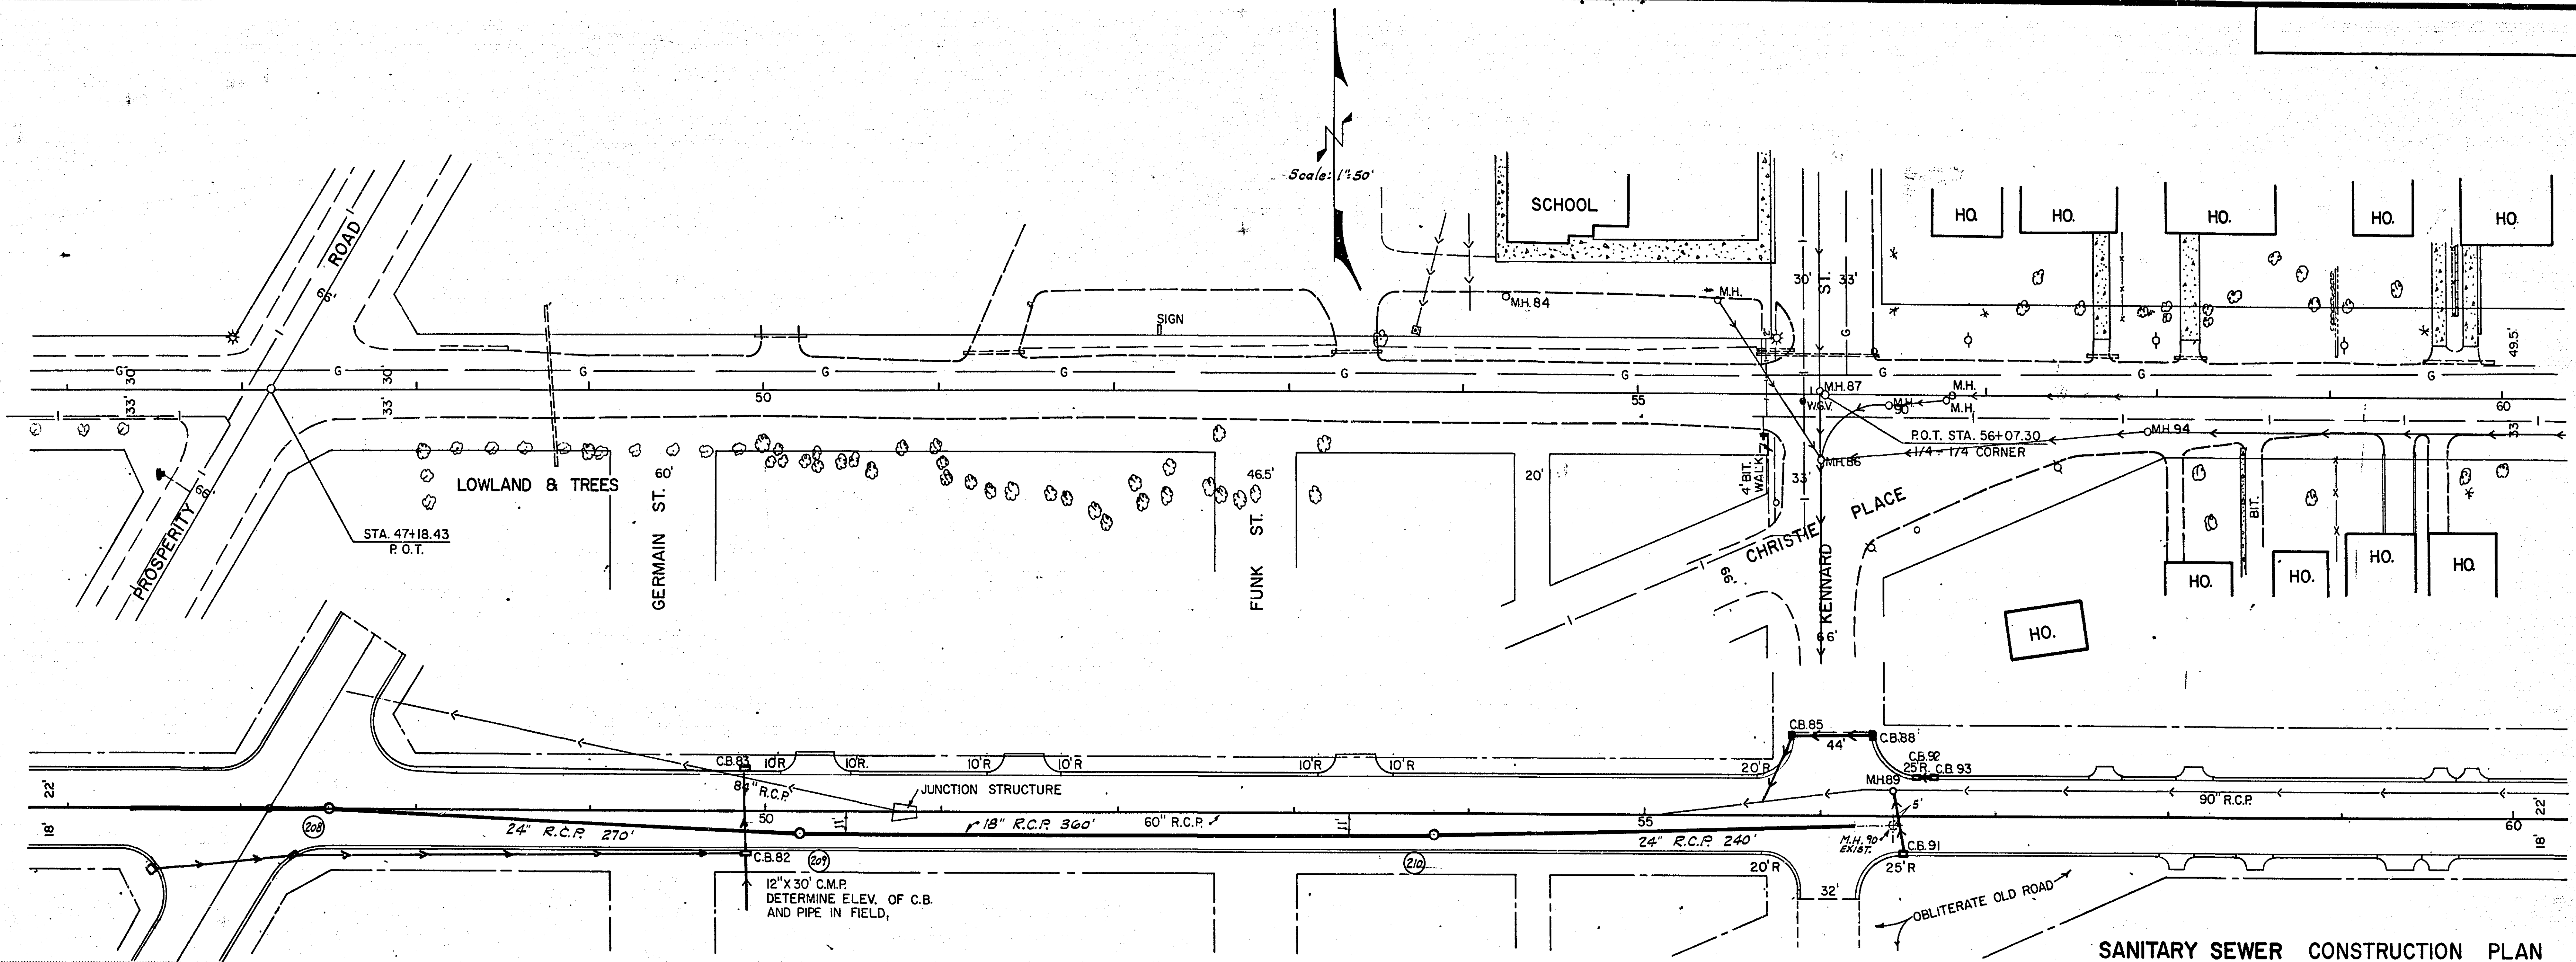 Scale: 1"=50'
SCHOOL
HO.
HO.
HO.
HO.
HO.
ROAD
66'
M.H. 84
M.H.
30'
ST.
33'
SIGN
G
30'
G
30'
G
G
G
G
G
G
G
G
G
49.5'
33'
33'
50
55
60
M.H. 87
M.H.
M.H.
90
M.H.
W.G.V.
P.O.T. STA. 56+07.30
1/4 - 1/4 CORNER
M.H. 94
33'
M.H. 86
LOWLAND & TREES
GERMAIN ST. 60'
FUNK ST. 46.5'
20'
4' BIT. WALK
33'
CHRISTIE PLACE
66'
KENNARD
66'
BIT.
66'
PROSPERITY
STA. 47+18.43
P.O.T.
HO.
HO.
HO.
HO.
HO.
C.B. 85
44'
C.B. 88
C.B. 92
25' R.
C.B. 93
C.B. 83
10' R
10' R.
10' R
10' R
10' R
10' R
20' R
M.H. 89
84" R.C.P.
JUNCTION STRUCTURE
5'
90" R.C.P.
22'
22'
50
55
60
18'
18'
208
24" R.C.P. 270'
18" R.C.P. 360'
60" R.C.P.
24" R.C.P. 240'
M.H. 90
EXIST.
C.B. 91
C.B. 82
209
210
20' R
25' R
32'
12" X 30' C.M.P.
DETERMINE ELEV. OF C.B.
AND PIPE IN FIELD,
OBLITERATE OLD ROAD
SANITARY SEWER CONSTRUCTION PLAN